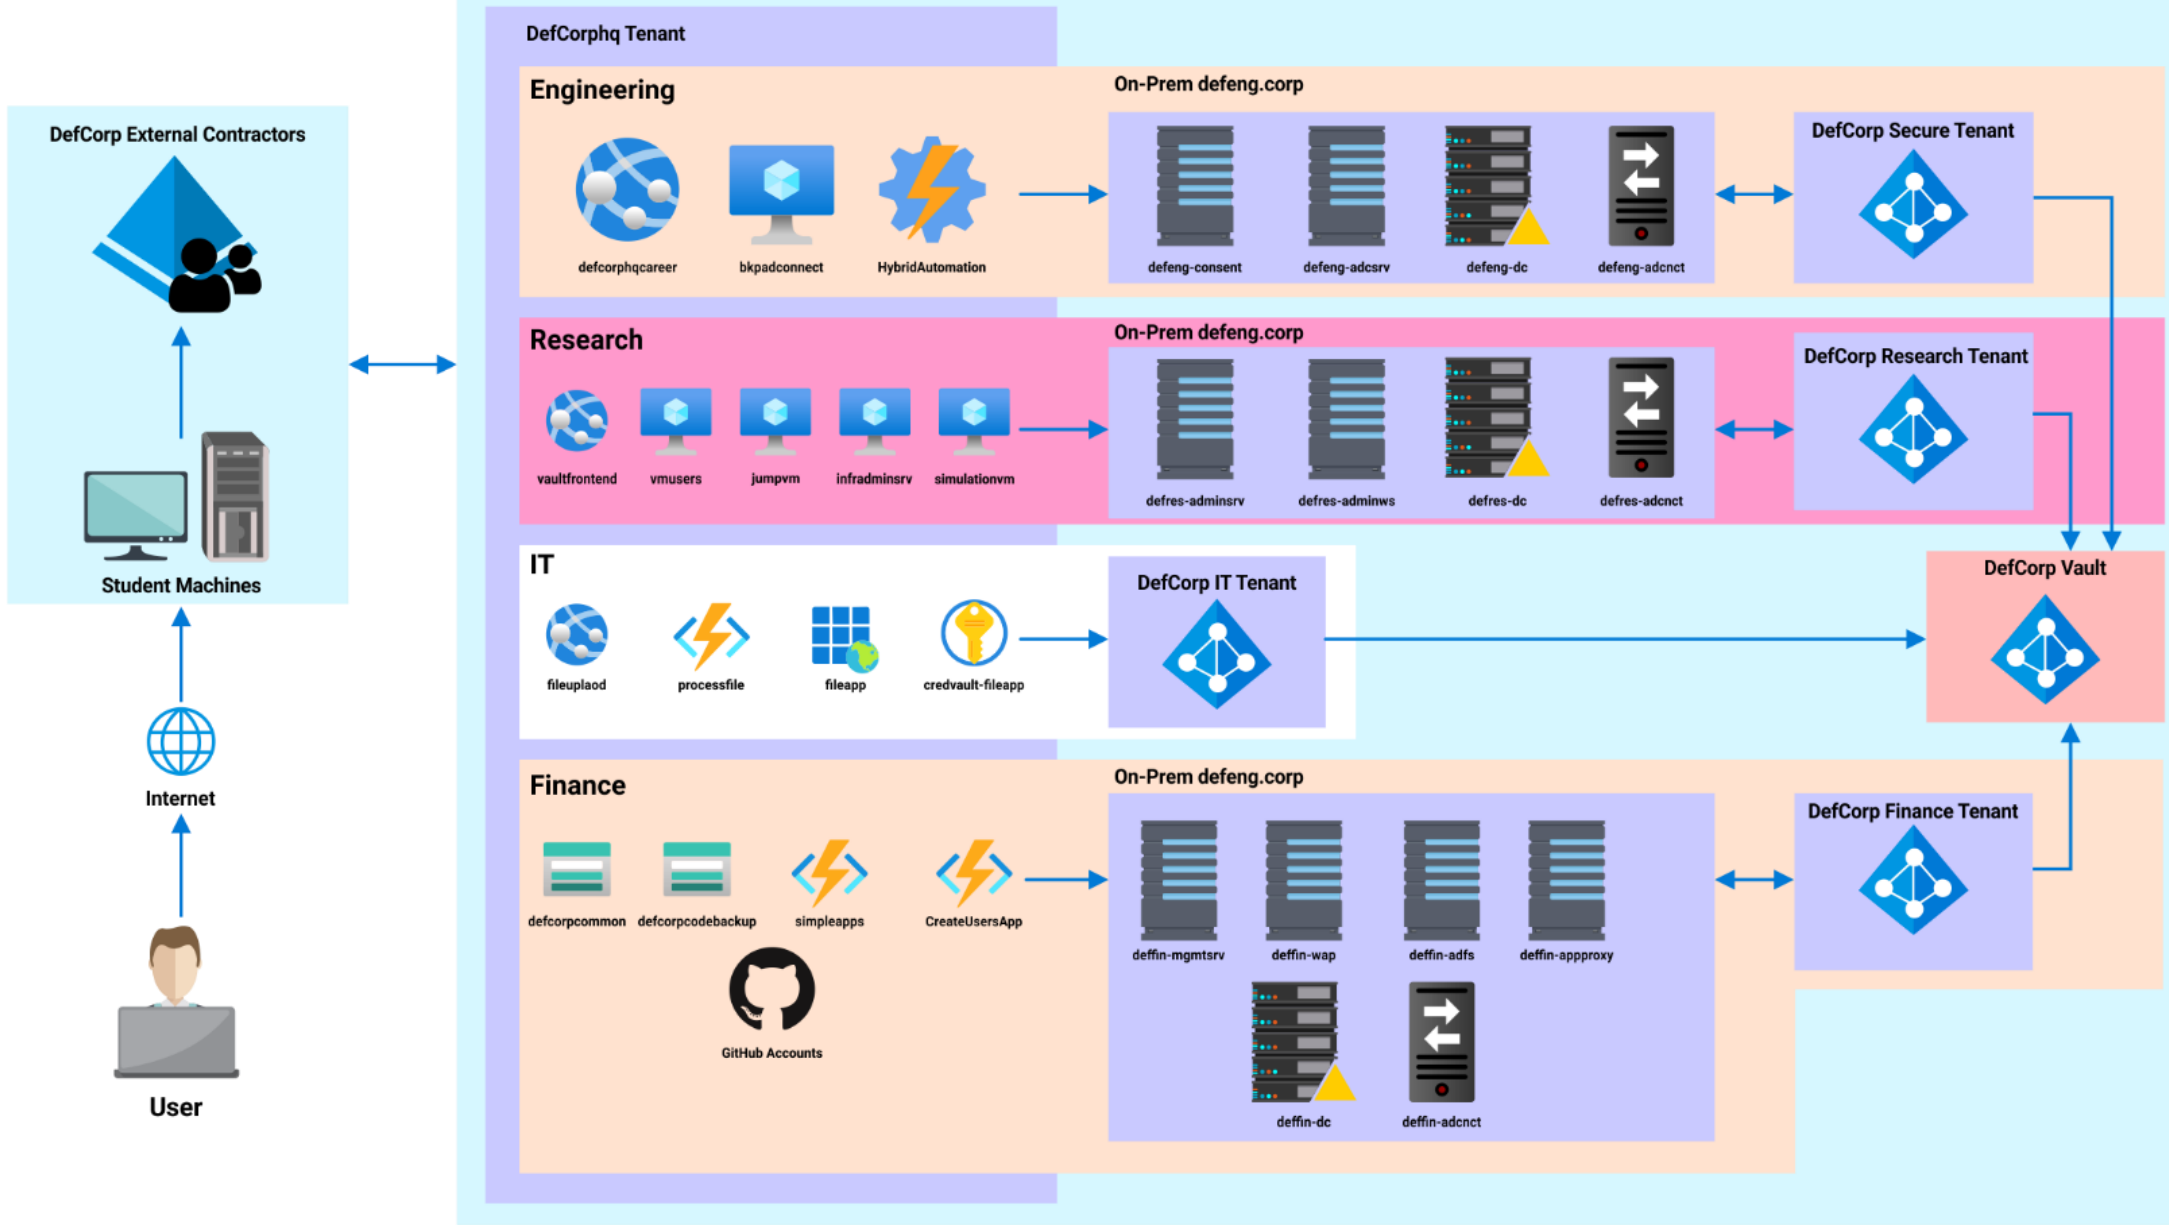 DefCorp External Contractors
Student Machines
Internet
User
DefCorphq Tenant
Engineering
On-Prem defeng.corp
defcorphqcareer
bkpadconnect
HybridAutomation
defeng-consent
defeng-adcsrv
defeng-dc
defeng-adcnct
DefCorp Secure Tenant
Research
On-Prem defeng.corp
vaultfrontend
vmusers
jumpvm
infradminsrv
simulationvm
defres-adminsrv
defres-adminws
defres-dc
defres-adcnct
DefCorp Research Tenant
IT
fileuplaod
processfile
fileapp
credvault-fileapp
DefCorp IT Tenant
DefCorp Vault
Finance
On-Prem defeng.corp
defcorpcommon
defcorpcodebackup
simpleapps
CreateUsersApp
GitHub Accounts
deffin-mgmtsrv
deffin-wap
deffin-adfs
deffin-appproxy
deffin-dc
deffin-adcnct
DefCorp Finance Tenant